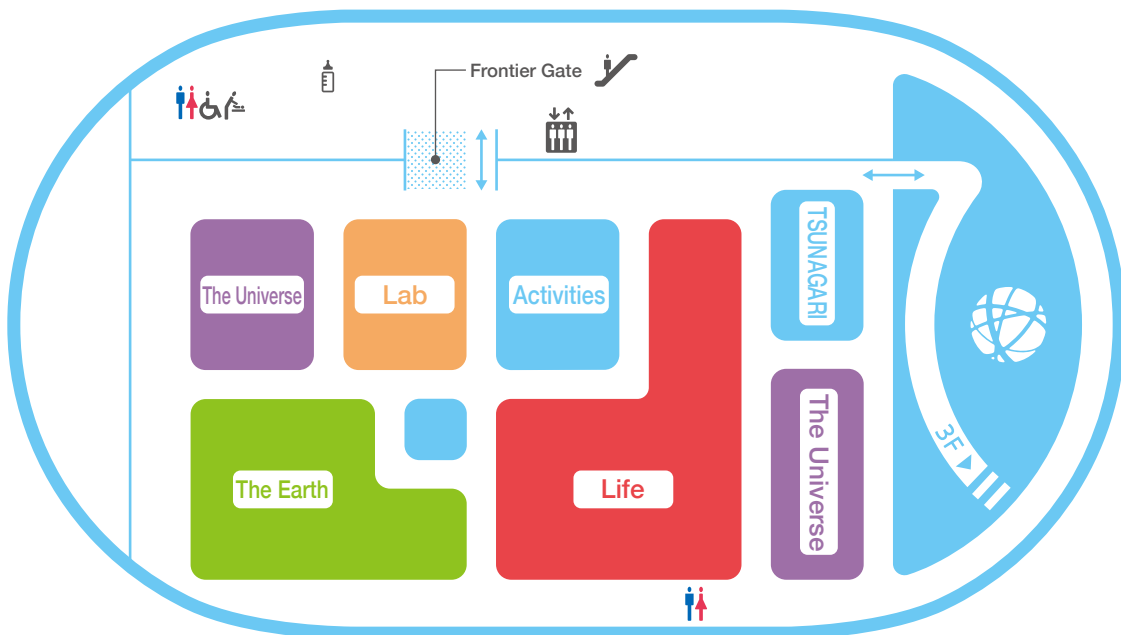 Frontier Gate
The Universe
Lab
Activities
TSUNAGARI
The Earth
Life
The Universe
3F